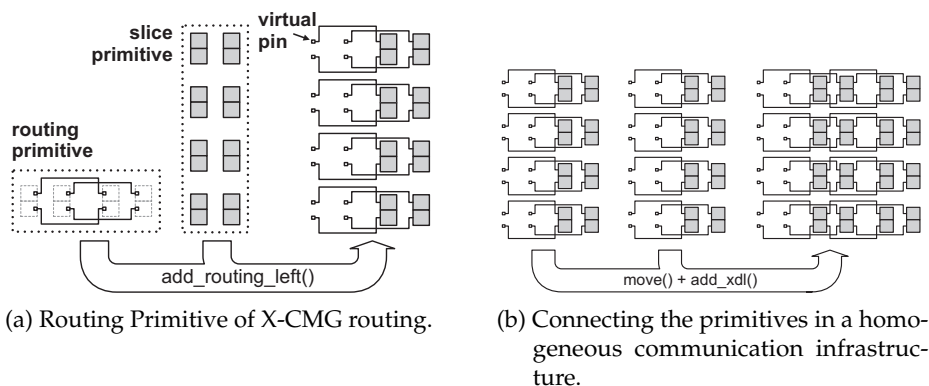 virtual
pin
slice
primitive
routing
primitive
add_routing_left()
move() + add_xdl()
(a) Routing Primitive of X-CMG routing.
(b) Connecting the primitives in a homo-
geneous communication infrastruc-
ture.